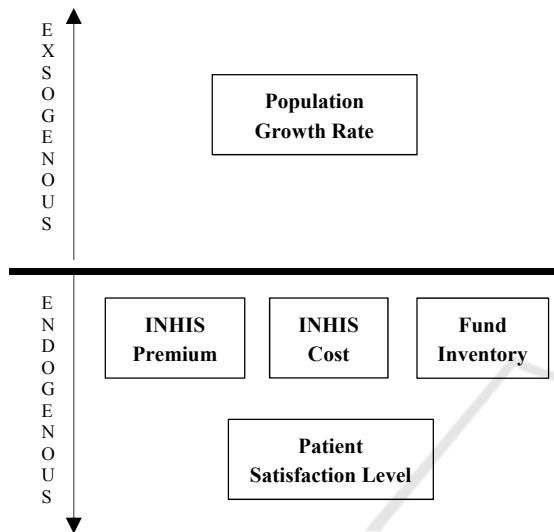 EXSOGENOUS
Population
Growth Rate
ENDOGENOUS
INHIS
Premium
INHIS
Cost
Fund
Inventory
Patient
Satisfaction Level